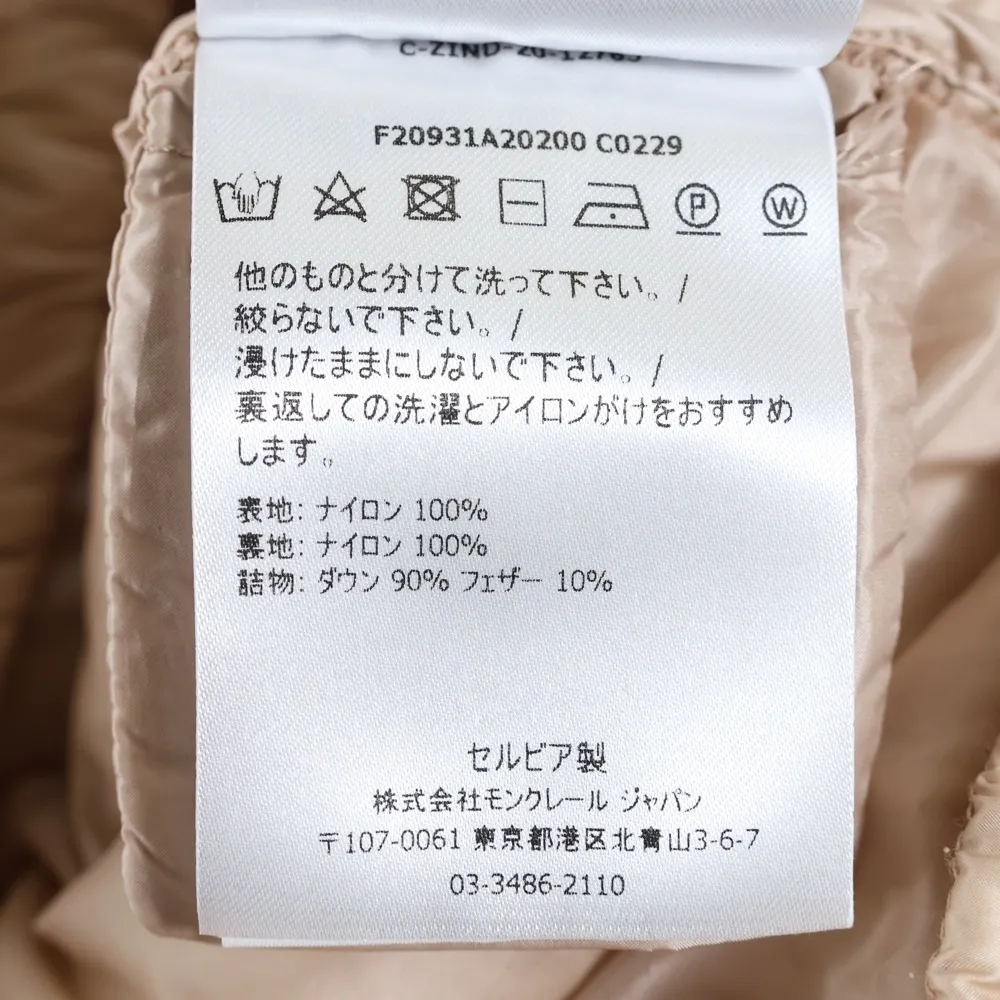 F20931A20200 C0229
P W
他のものと分けて洗って下さい。/
絞らないで下さい。/
浸けたままにしないで下さい。/
裏返しての洗濯とアイロンがけをおすすめ
します。
表地: ナイロン 100%
裏地: ナイロン 100%
詰物: ダウン 90% フェザー 10%
セルビア製
株式会社モンクレール ジャパン
〒107-0061 東京都港区北青山3-6-7
03-3486-2110